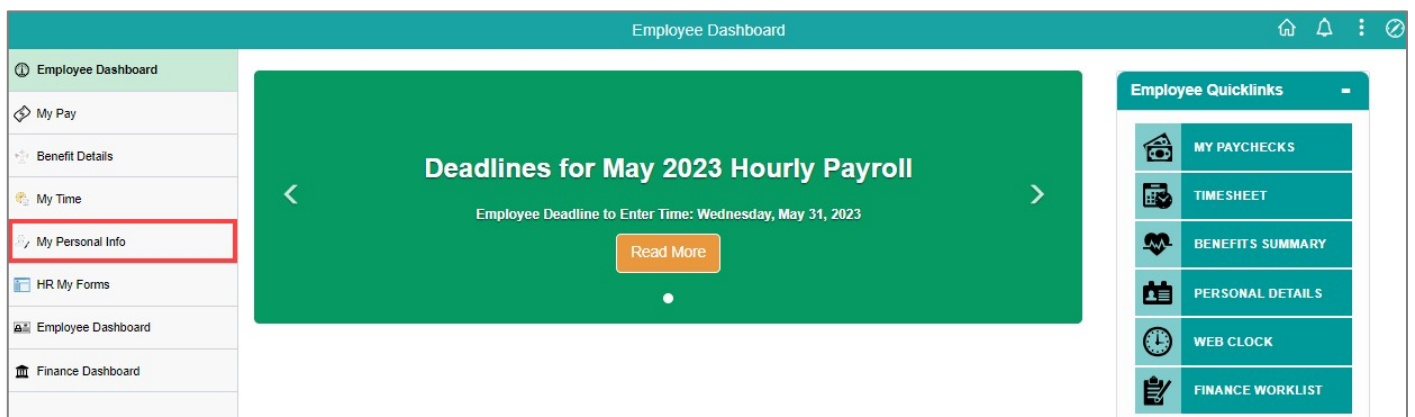 Employee Dashboard
Employee Dashboard
My Pay
Benefit Details
My Time
My Personal Info
HR My Forms
Employee Dashboard
Finance Dashboard
Deadlines for May 2023 Hourly Payroll
Employee Deadline to Enter Time: Wednesday, May 31, 2023
Read More
Employee Quicklinks
MY PAYCHECKS
TIMESHEET
BENEFITS SUMMARY
PERSONAL DETAILS
WEB CLOCK
FINANCE WORKLIST